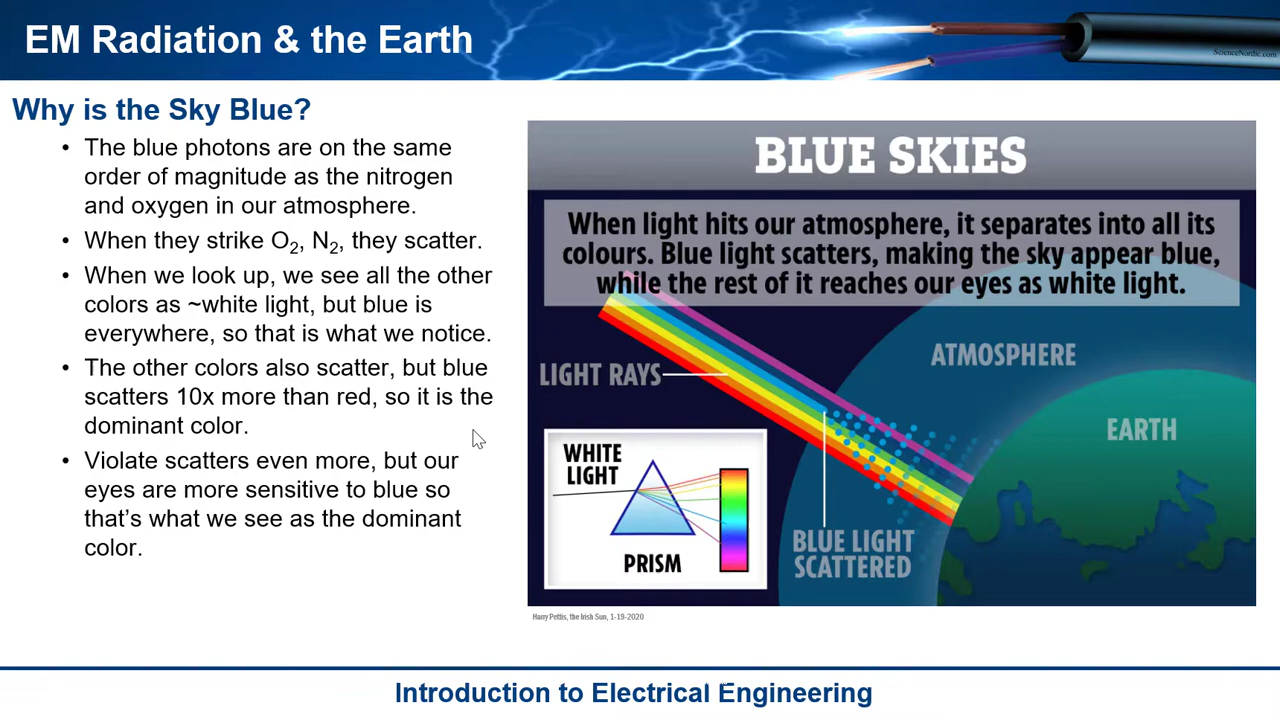 EM Radiation & the Earth
ScienceNordic.com
Why is the Sky Blue?
• The blue photons are on the same
order of magnitude as the nitrogen
and oxygen in our atmosphere.
• When they strike O₂, N₂, they scatter.
• When we look up, we see all the other
colors as ~white light, but blue is
everywhere, so that is what we notice.
• The other colors also scatter, but blue
scatters 10x more than red, so it is the
dominant color.
• Violate scatters even more, but our
eyes are more sensitive to blue so
that’s what we see as the dominant
color.
BLUE SKIES
When light hits our atmosphere, it separates into all its
colours. Blue light scatters, making the sky appear blue,
while the rest of it reaches our eyes as white light.
ATMOSPHERE
LIGHT RAYS
EARTH
WHITE
LIGHT
PRISM
BLUE LIGHT
SCATTERED
Harry Pettis, the Irish Sun, 1-19-2020
Introduction to Electrical Engineering